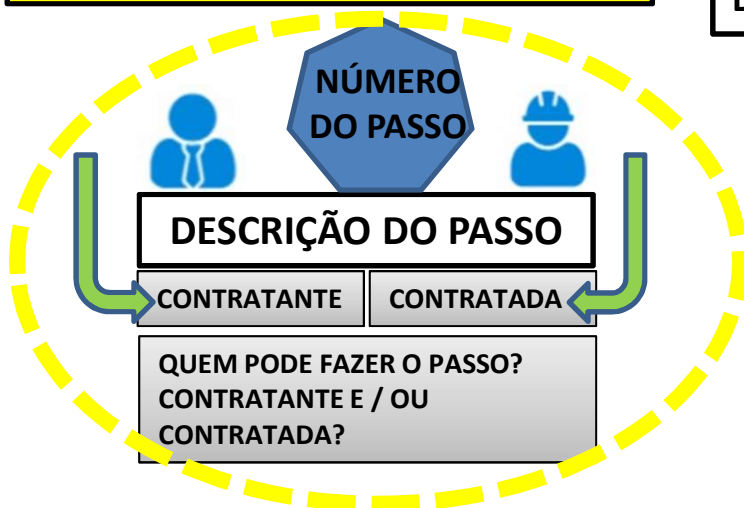 NÚMERO
DO PASSO
DESCRIÇÃO DO PASSO
CONTRATANTE
CONTRATADA
QUEM PODE FAZER O PASSO?
CONTRATANTE E / OU
CONTRATADA?